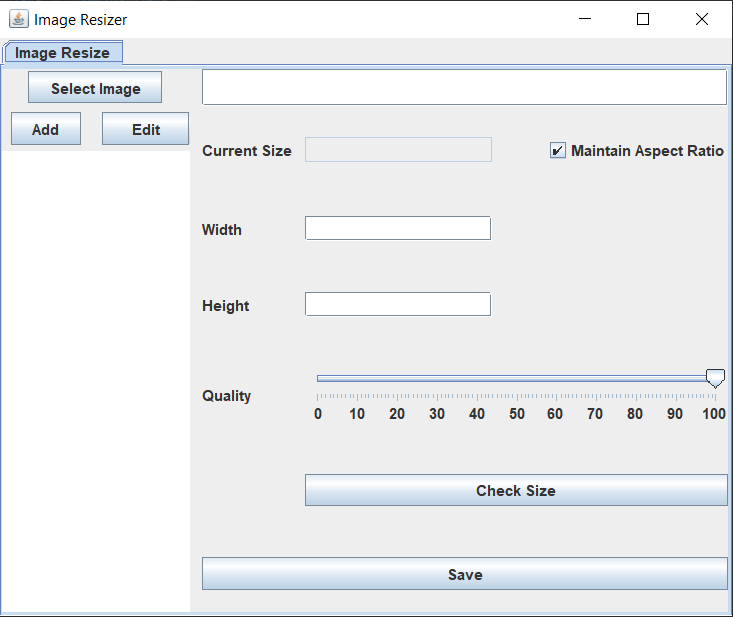 Image Resizer
Image Resize
Select Image
Add Edit
Current Size Maintain Aspect Ratio
Width
Height
Quality
0 10 20 30 40 50 60 70 80 90 100
Check Size
Save